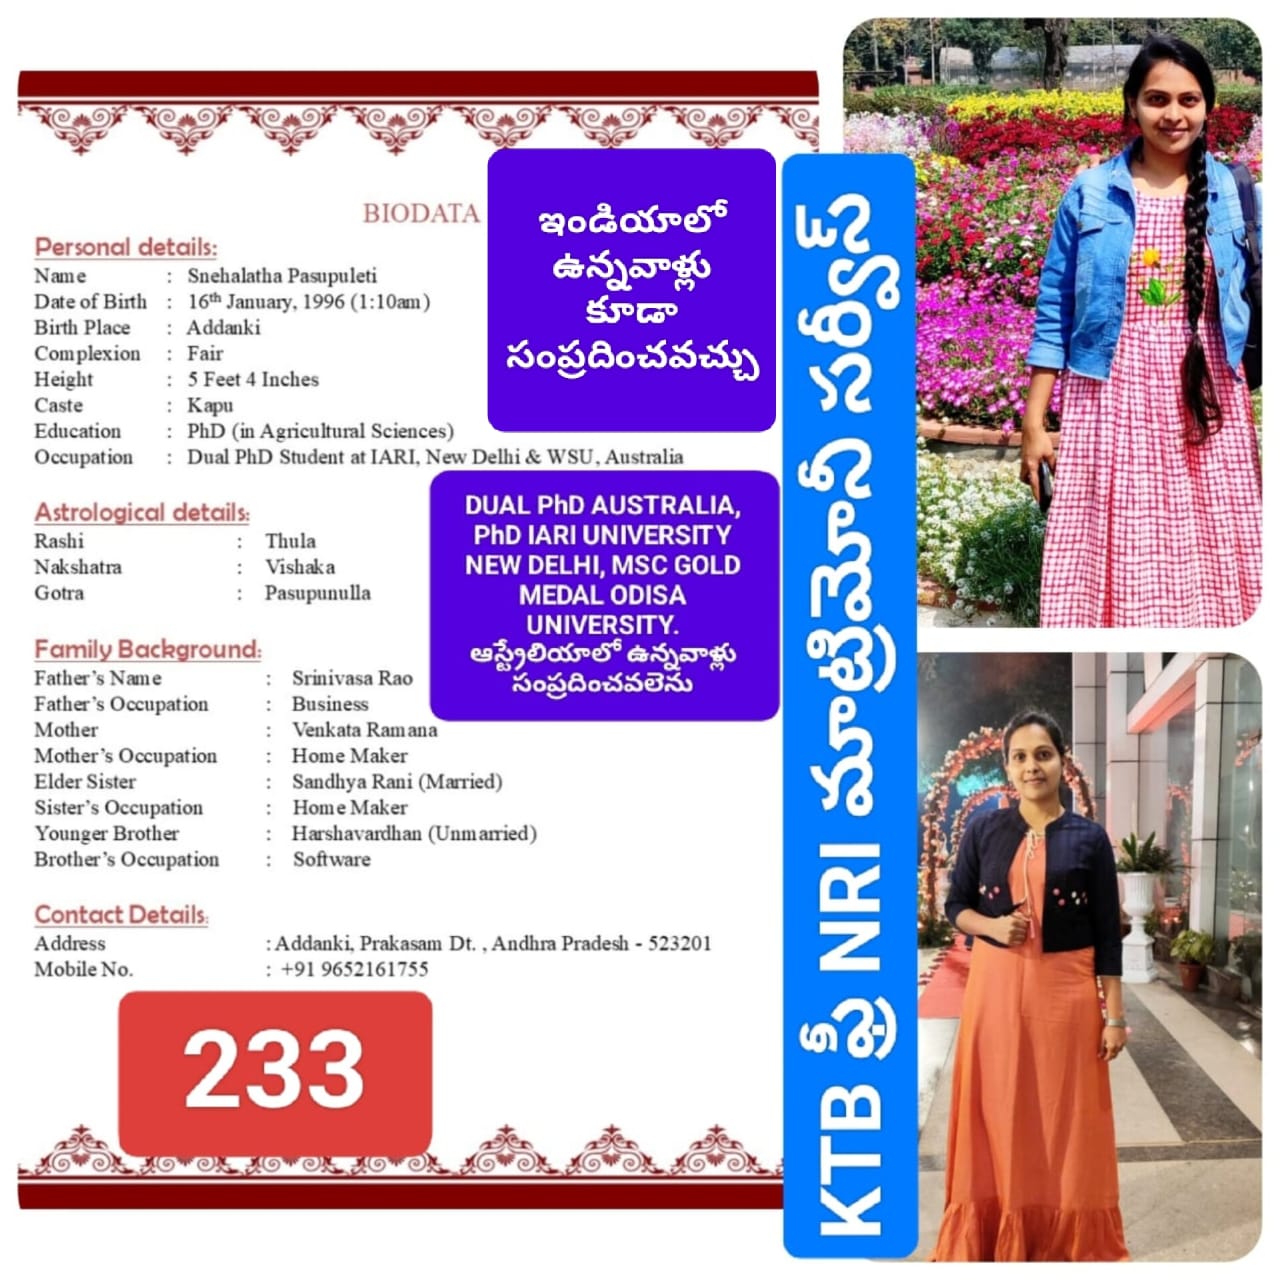 BIODATA
Personal details:
Name : Snehalatha Pasupuleti
Date of Birth : 16th January, 1996 (1:10am)
Birth Place : Addanki
Complexion : Fair
Height : 5 Feet 4 Inches
Caste : Kapu
Education : PhD (in Agricultural Sciences)
Occupation : Dual PhD Student at IARI, New Delhi & WSU, Australia
Astrological details:
Rashi : Thula
Nakshatra : Vishaka
Gotra : Pasupunulla
Family Background:
Father's Name : Srinivasa Rao
Father's Occupation : Business
Mother : Venkata Ramana
Mother's Occupation : Home Maker
Elder Sister : Sandhya Rani (Married)
Sister's Occupation : Home Maker
Younger Brother : Harshavardhan (Unmarried)
Brother's Occupation : Software
Contact Details:
Address : Addanki, Prakasam Dt. , Andhra Pradesh - 523201
Mobile No. : +91 9652161755
233
ఇండియాలో
ఉన్నవాళ్లు
కూడా
సంప్రదించవచ్చు
DUAL PhD AUSTRALIA,
PhD IARI UNIVERSITY
NEW DELHI, MSC GOLD
MEDAL ODISA
UNIVERSITY.
ఆస్ట్రేలియాలో ఉన్నవాళ్లు
సంప్రదించవలెను
KTB ఫ్రీ NRI మాట్రిమోనీ సర్వీస్